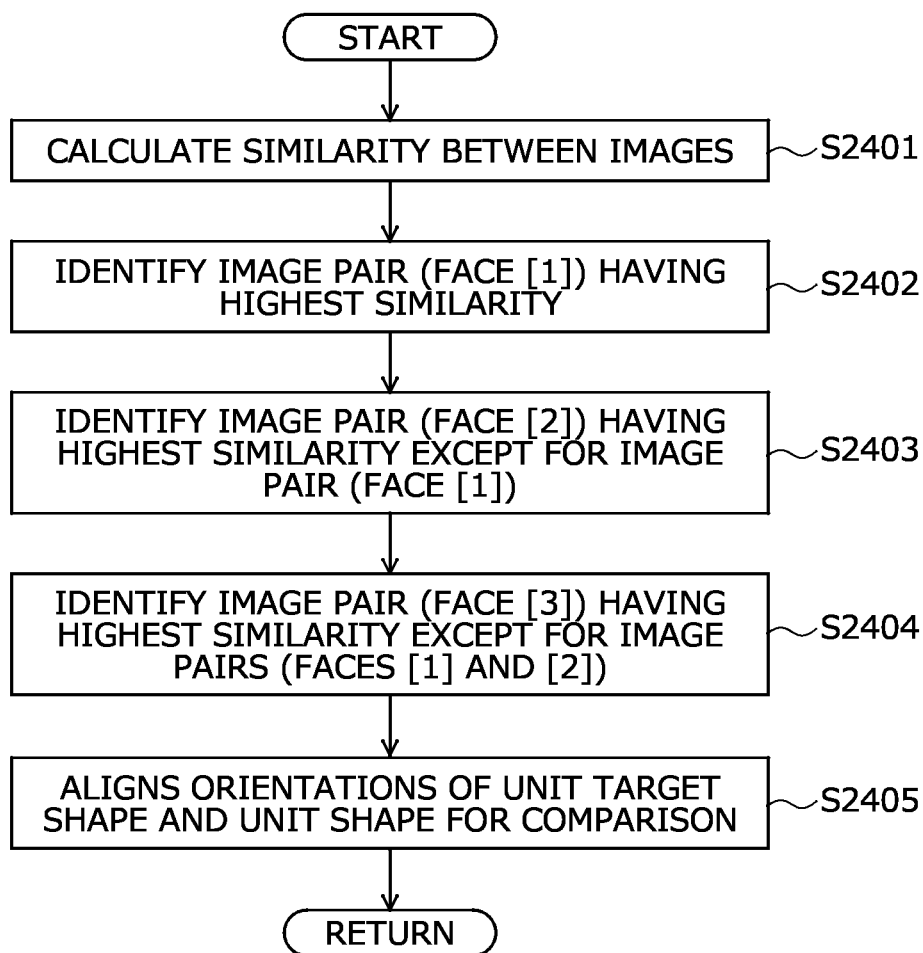 START
CALCULATE SIMILARITY BETWEEN IMAGES
S2401
IDENTIFY IMAGE PAIR (FACE [1]) HAVING
HIGHEST SIMILARITY
S2402
IDENTIFY IMAGE PAIR (FACE [2]) HAVING
HIGHEST SIMILARITY EXCEPT FOR IMAGE
PAIR (FACE [1])
S2403
IDENTIFY IMAGE PAIR (FACE [3]) HAVING
HIGHEST SIMILARITY EXCEPT FOR IMAGE
PAIRS (FACES [1] AND [2])
S2404
ALIGNS ORIENTATIONS OF UNIT TARGET
SHAPE AND UNIT SHAPE FOR COMPARISON
S2405
RETURN